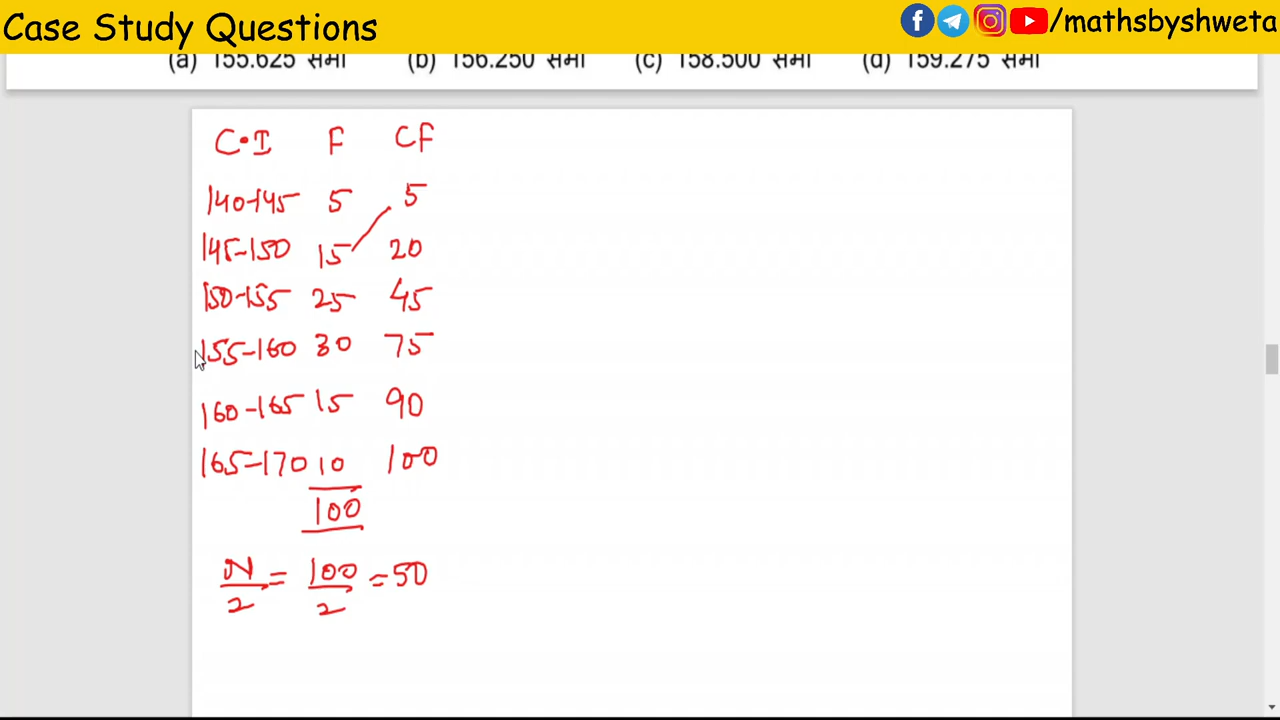 Case Study Questions
/mathsbyshweta
(a) 155.625 सेमी (b) 156.250 सेमी (c) 158.500 सेमी (d) 159.275 सेमी
C.I F CF
140-145 5 5
145-150 15 20
150-155 25 45
155-160 30 75
160-165 15 90
165-170 10 100
100
N/2 = 100/2 = 50